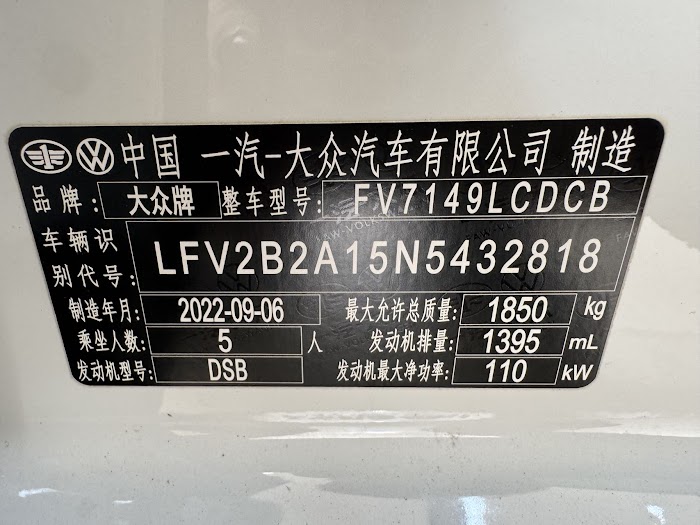 中国 一汽-大众汽车有限公司 制造
品牌: 大众牌 整车型号: FV7149LCDCB
车辆识别代号: LFV2B2A15N5432818
制造年月: 2022-09-06 最大允许总质量: 1850 kg
乘坐人数: 5 人 发动机排量: 1395 mL
发动机型号: DSB 发动机最大净功率: 110 kW